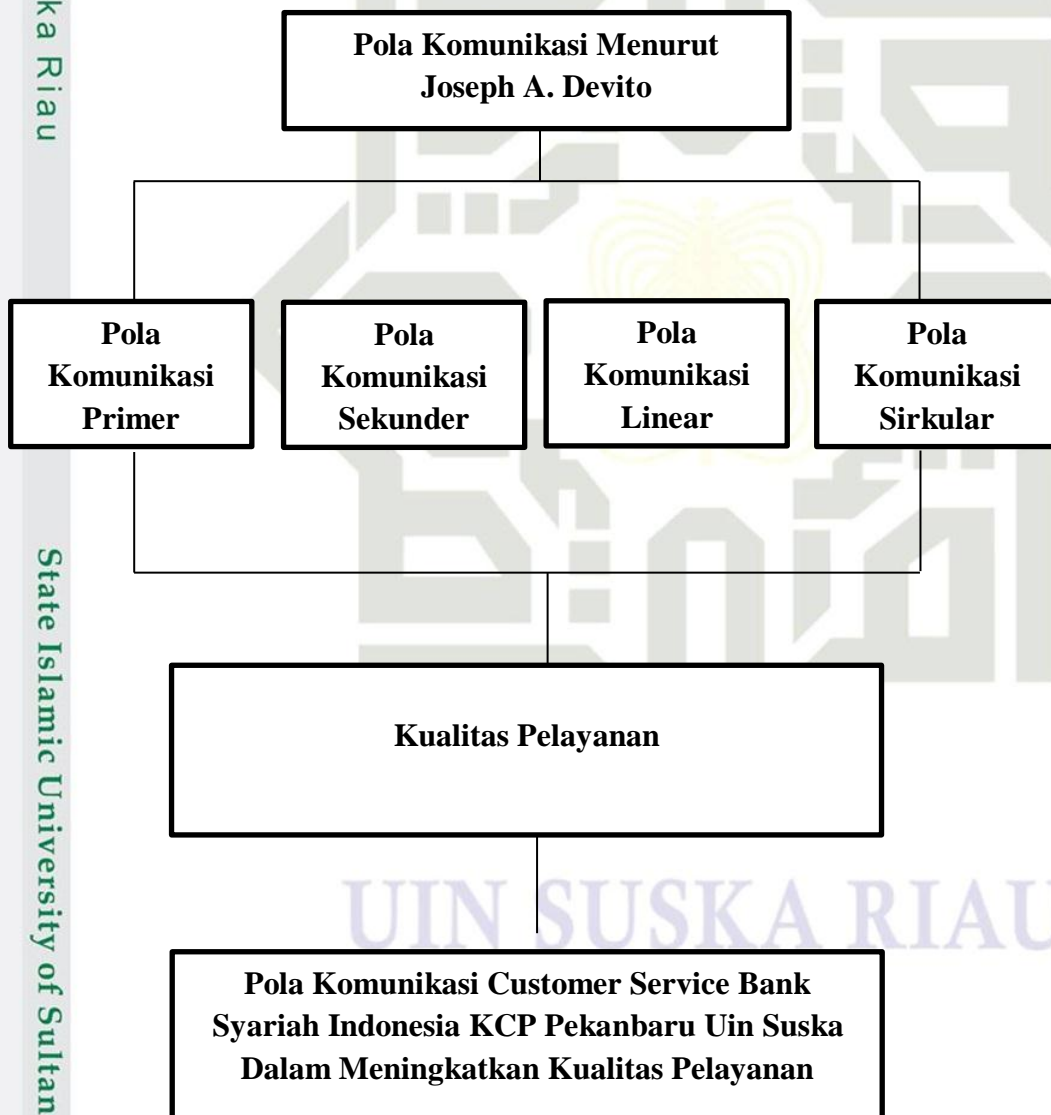 Pola Komunikasi Menurut
Joseph A. Devito
Pola
Komunikasi
Primer
Pola
Komunikasi
Sekunder
Pola
Komunikasi
Linear
Pola
Komunikasi
Sirkular
Kualitas Pelayanan
Pola Komunikasi Customer Service Bank
Syariah Indonesia KCP Pekanbaru Uin Suska
Dalam Meningkatkan Kualitas Pelayanan
UIN SUSKA RIAU
Riau
State Islamic University of Sultan